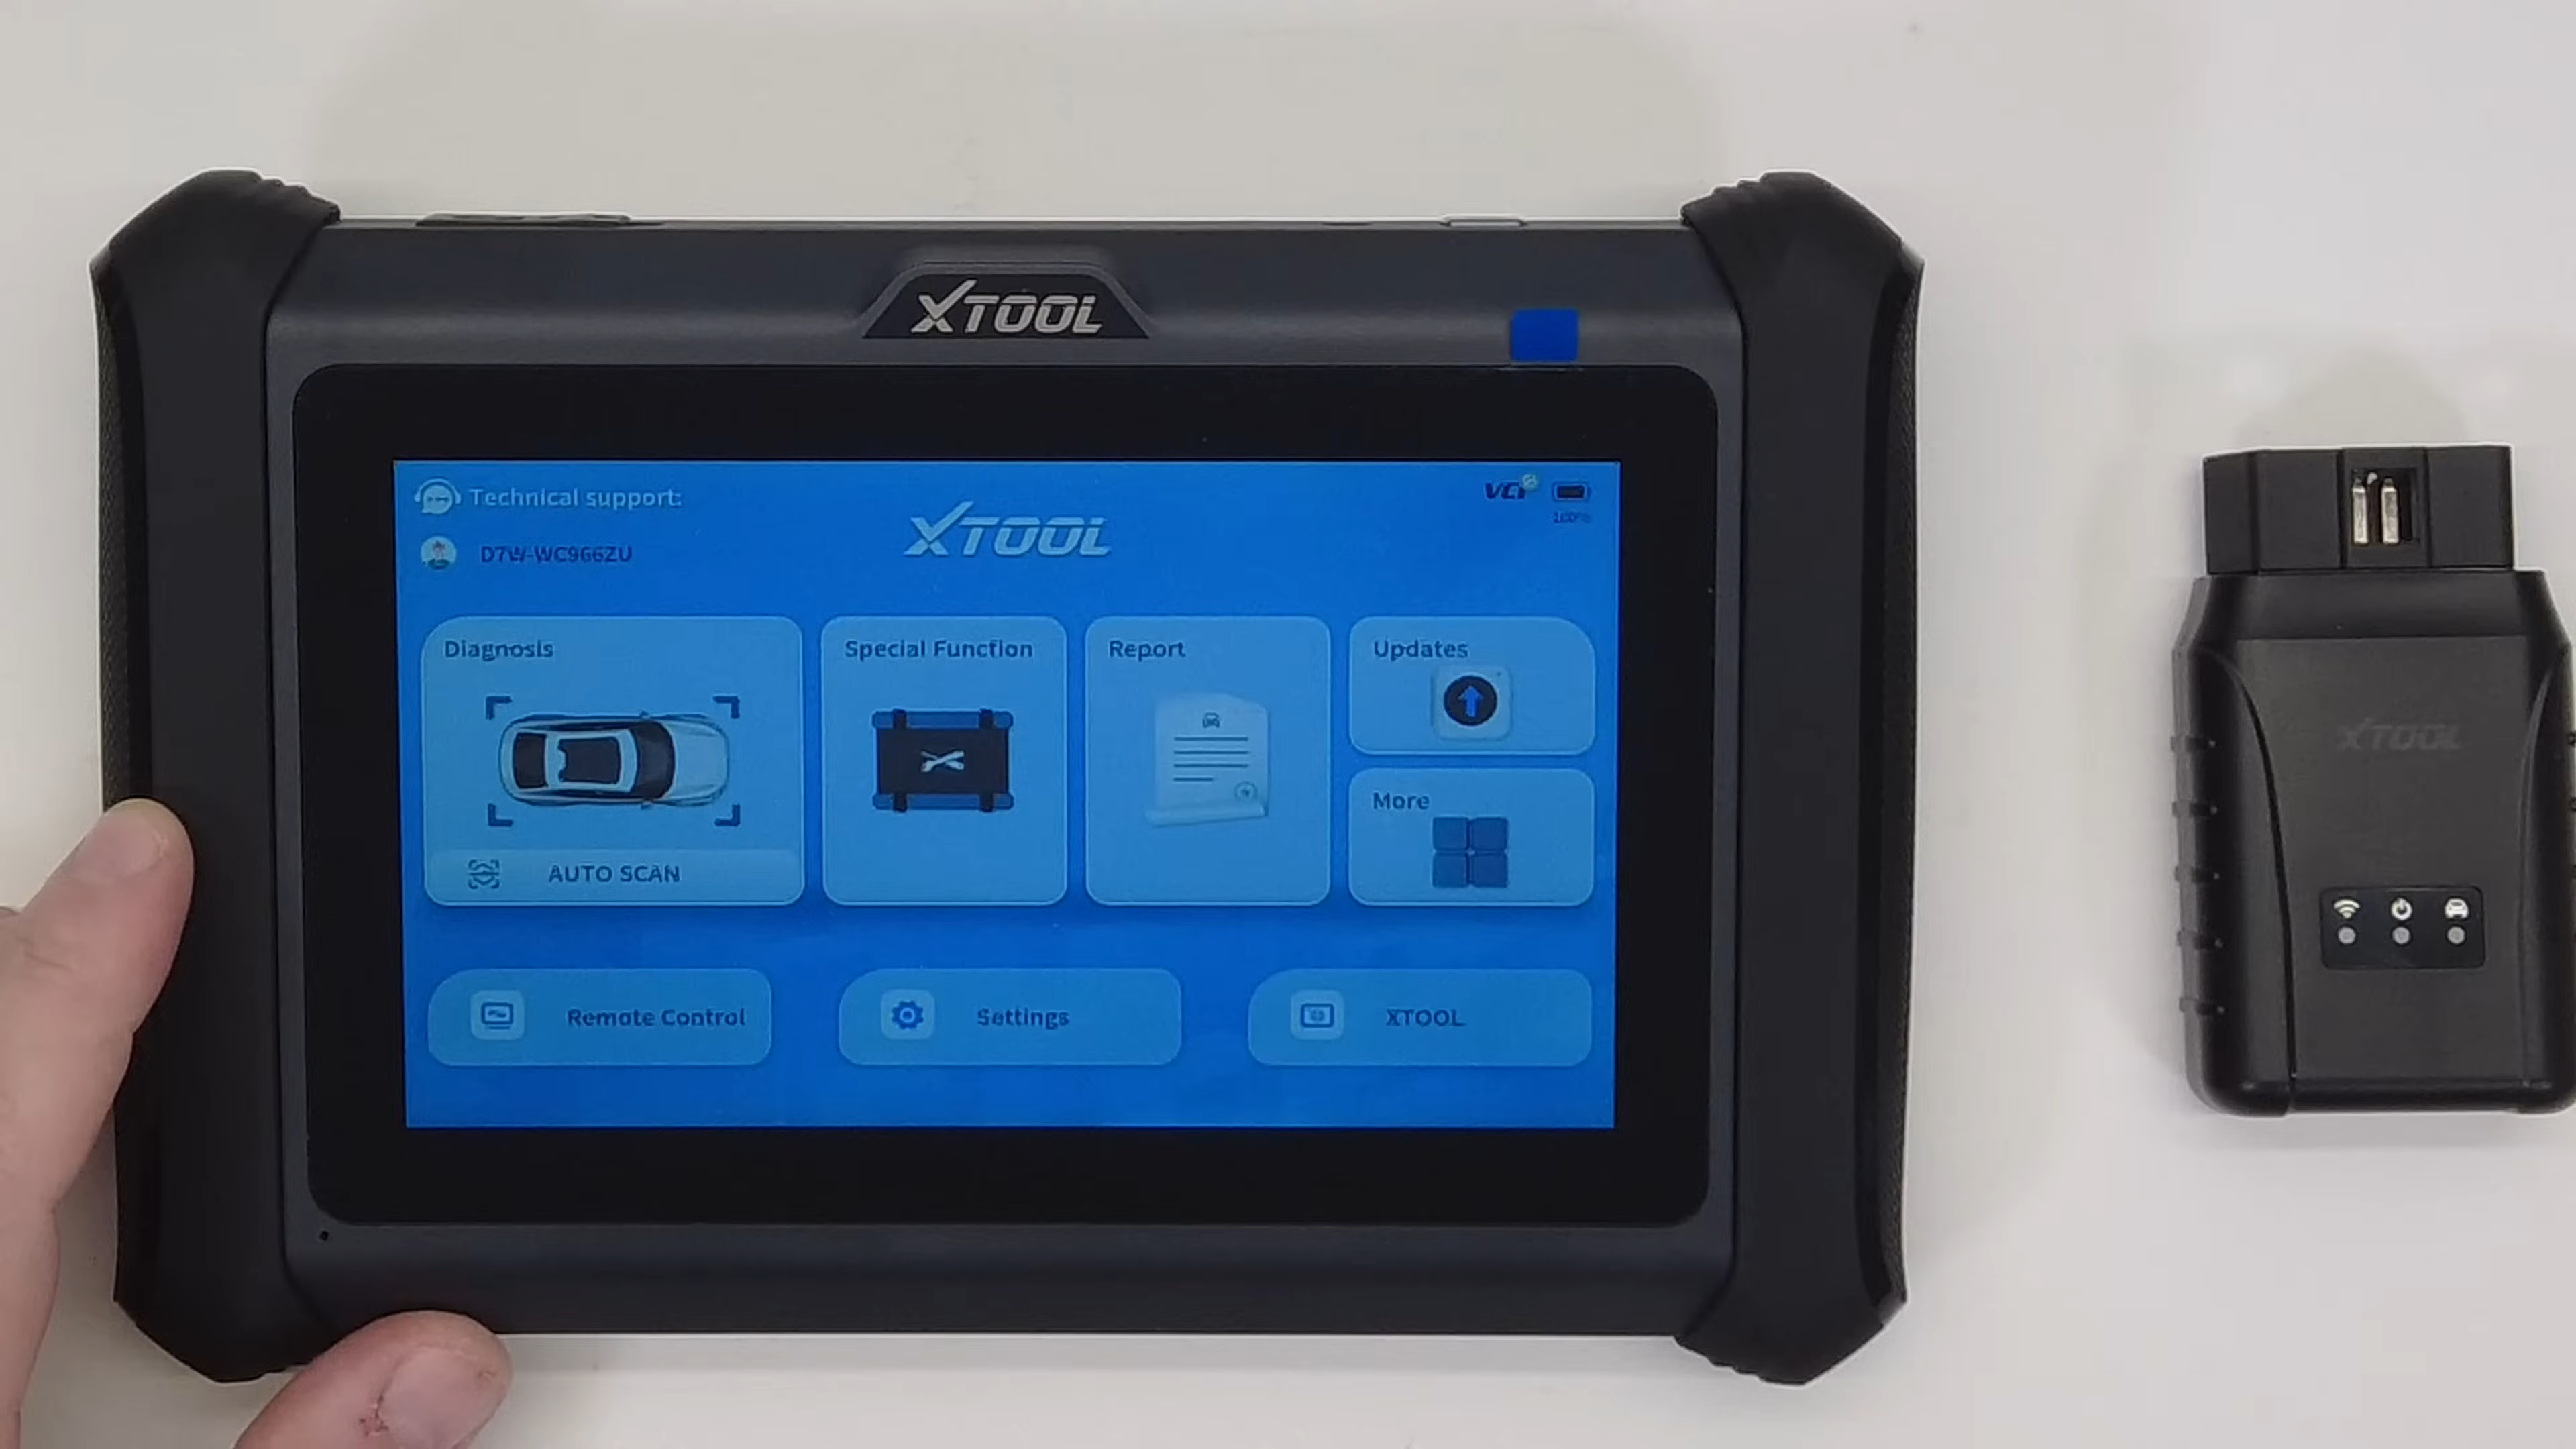 XTOOL
Technical support:
VCI
100%
XTOOL
D7W-WC966ZU
Diagnosis
Special Function
Report
Updates
More
AUTO SCAN
Remote Control
Settings
XTOOL
XTOOL